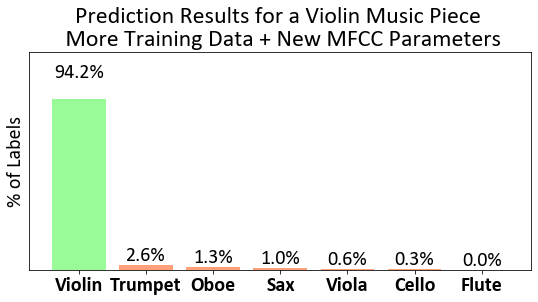 Prediction Results for a Violin Music Piece
More Training Data + New MFCC Parameters
94.2%
2.6%
1.3%
1.0%
0.6%
0.3%
0.0%
% of Labels
Violin Trumpet Oboe Sax Viola Cello Flute